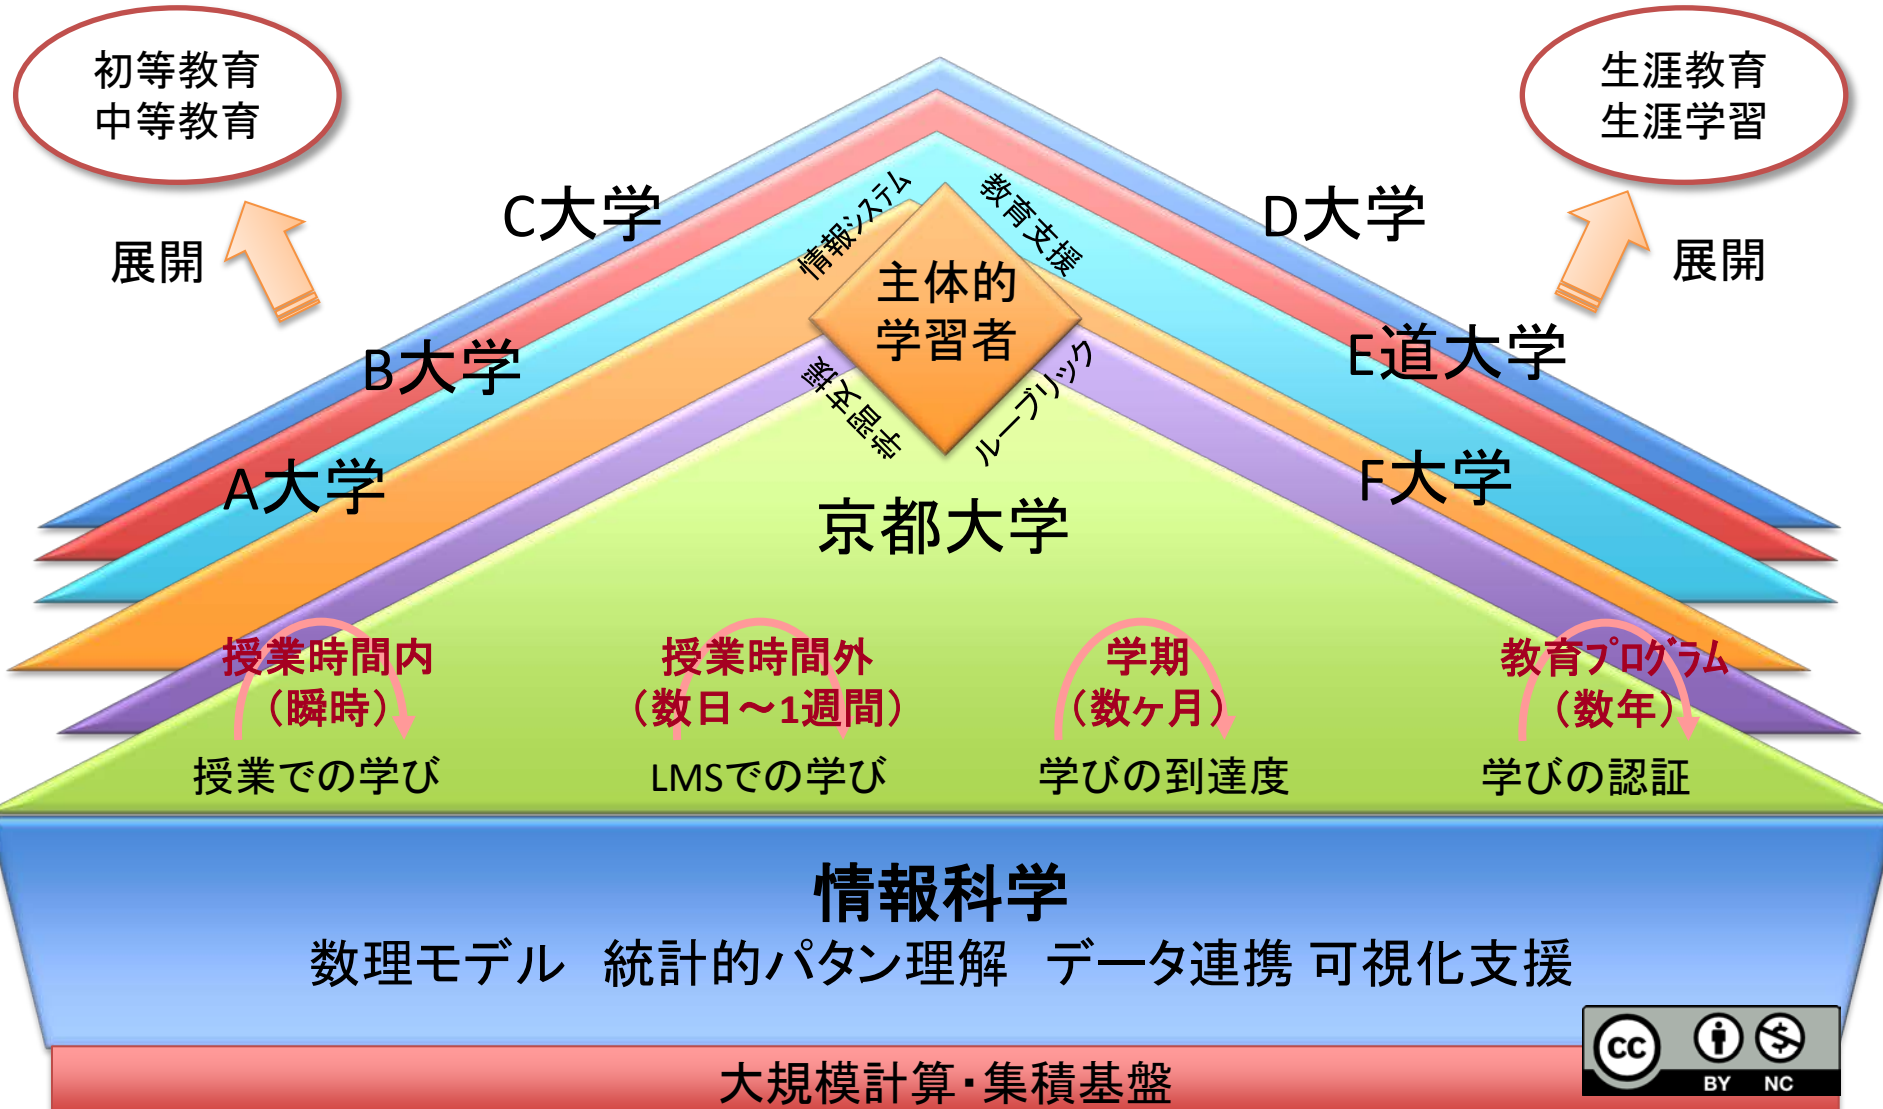 初等教育
中等教育
生涯教育
生涯学習
展開
展開
C大学
D大学
B大学
E道大学
A大学
F大学
情報システム
教育支援
主体的
学習者
学習支援
ルーブリック
京都大学
授業時間内
（瞬時）
授業での学び
授業時間外
（数日～1週間）
LMSでの学び
学期
（数ヶ月）
学びの到達度
教育プログラム
（数年）
学びの認証
情報科学
数理モデル　統計的パタン理解　データ連携 可視化支援
大規模計算・集積基盤
CC
BY NC